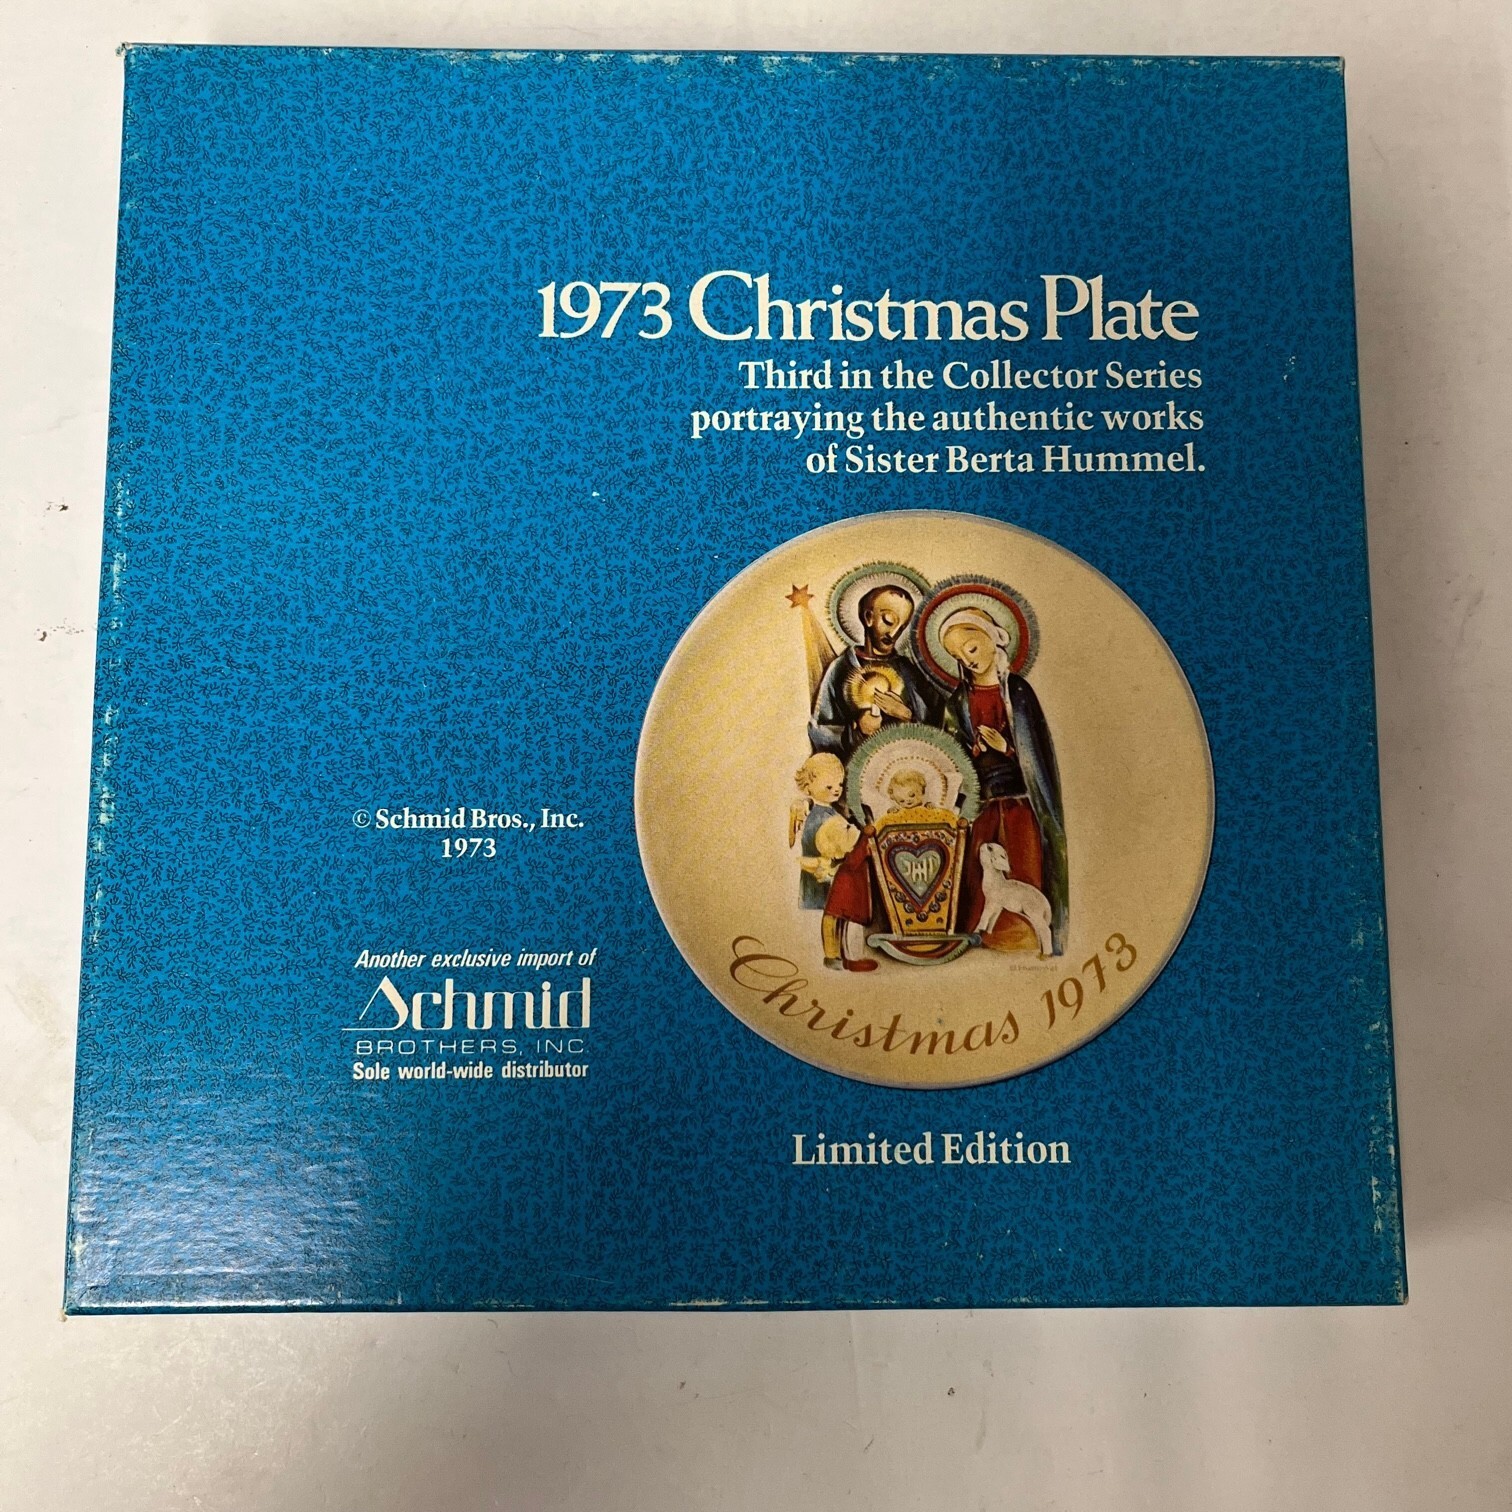 1973 Christmas Plate
Third in the Collector Series
portraying the authentic works
of Sister Berta Hummel.
© Schmid Bros., Inc.
1973
Another exclusive import of
Schmid
BROTHERS, INC.
Sole world-wide distributor
Christmas 1973
Limited Edition